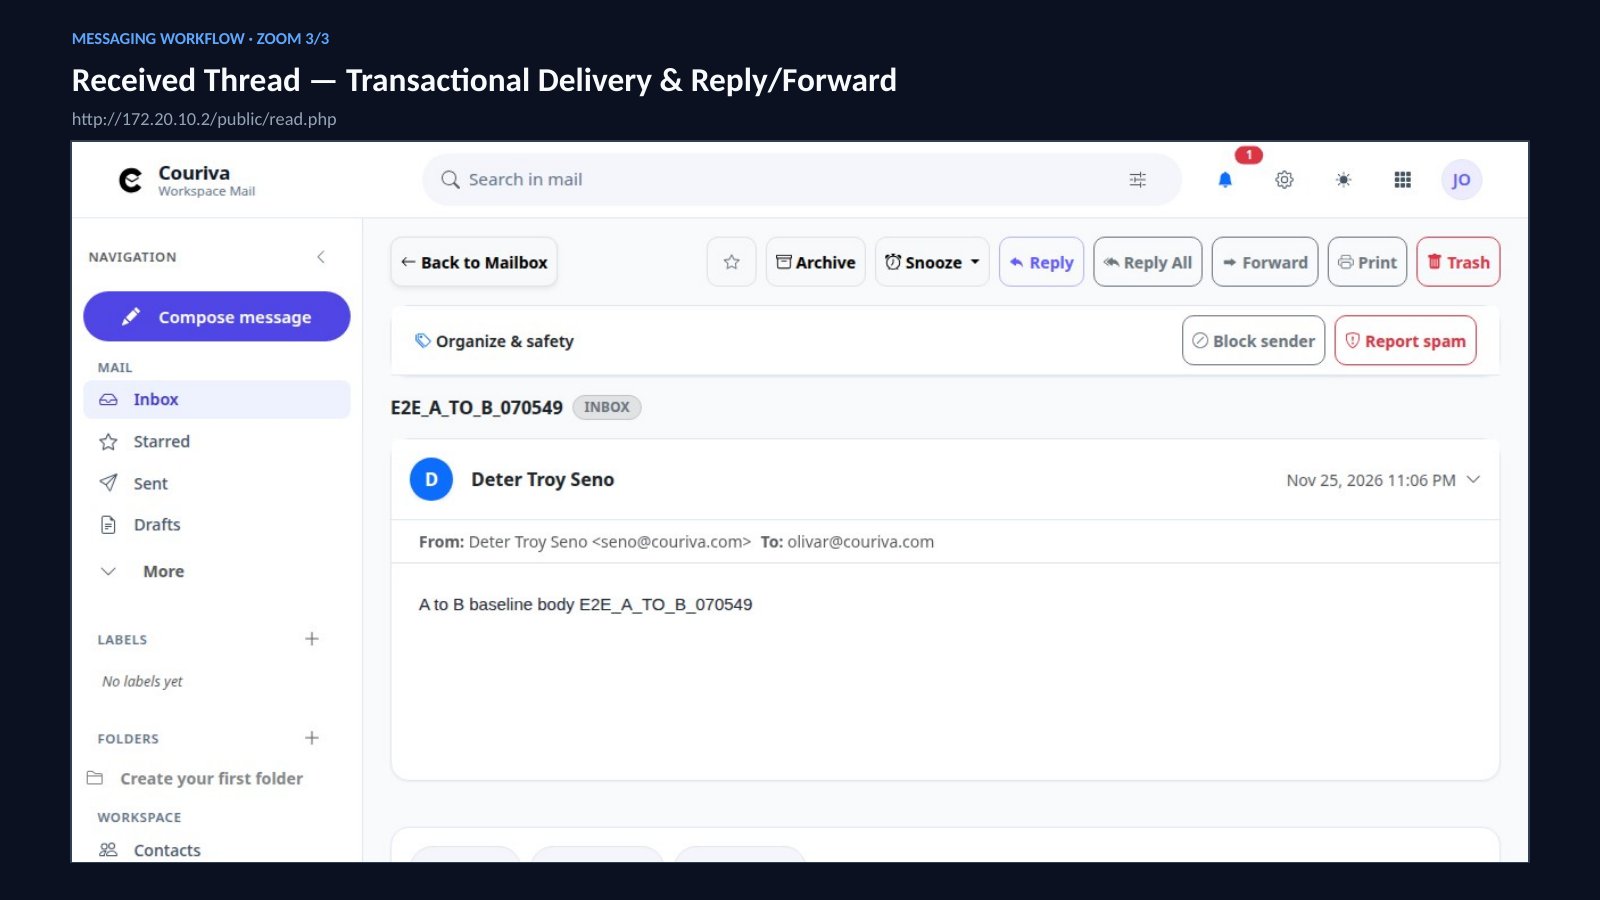 MESSAGING WORKFLOW · ZOOM 3/3
Received Thread — Transactional Delivery & Reply/Forward
http://172.20.10.2/public/read.php
Couriva
Workspace Mail
Search in mail
1
JO
NAVIGATION
Compose message
MAIL
Inbox
Starred
Sent
Drafts
More
LABELS
No labels yet
FOLDERS
Create your first folder
WORKSPACE
Contacts
Back to Mailbox
Archive
Snooze
Reply
Reply All
Forward
Print
Trash
Organize & safety
Block sender
Report spam
E2E_A_TO_B_070549 INBOX
D
Deter Troy Seno
Nov 25, 2026 11:06 PM
From: Deter Troy Seno <seno@couriva.com> To: olivar@couriva.com
A to B baseline body E2E_A_TO_B_070549